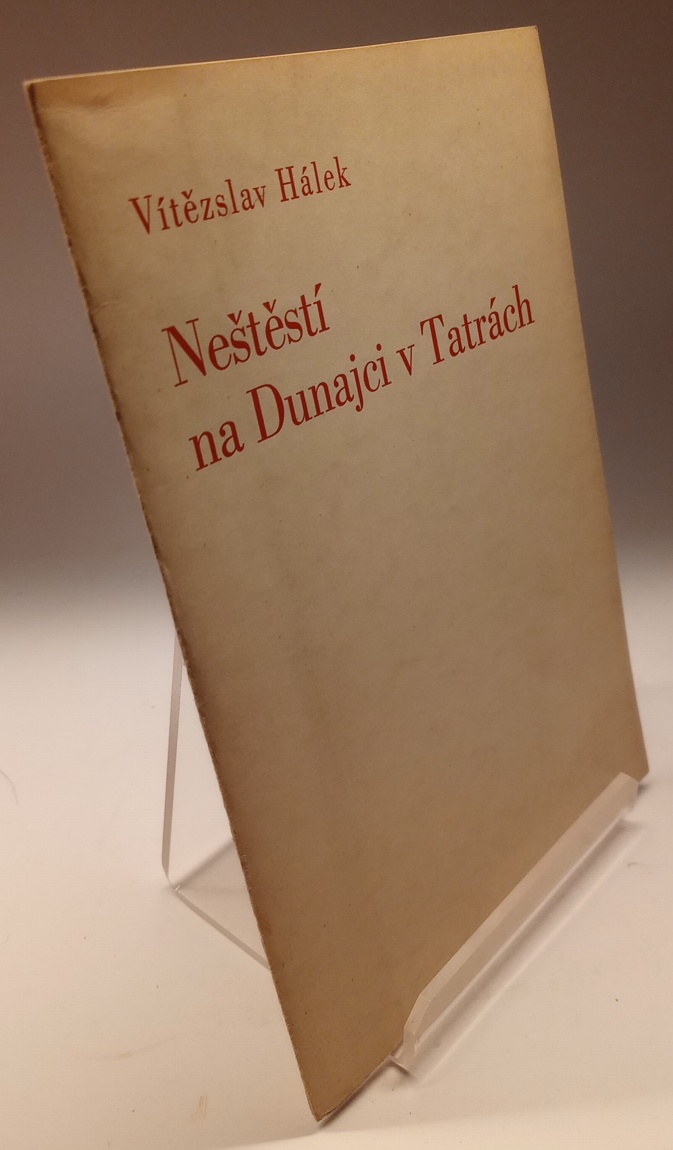 Vítězslav Hálek
Neštěstí
na Dunajci v Tatrách